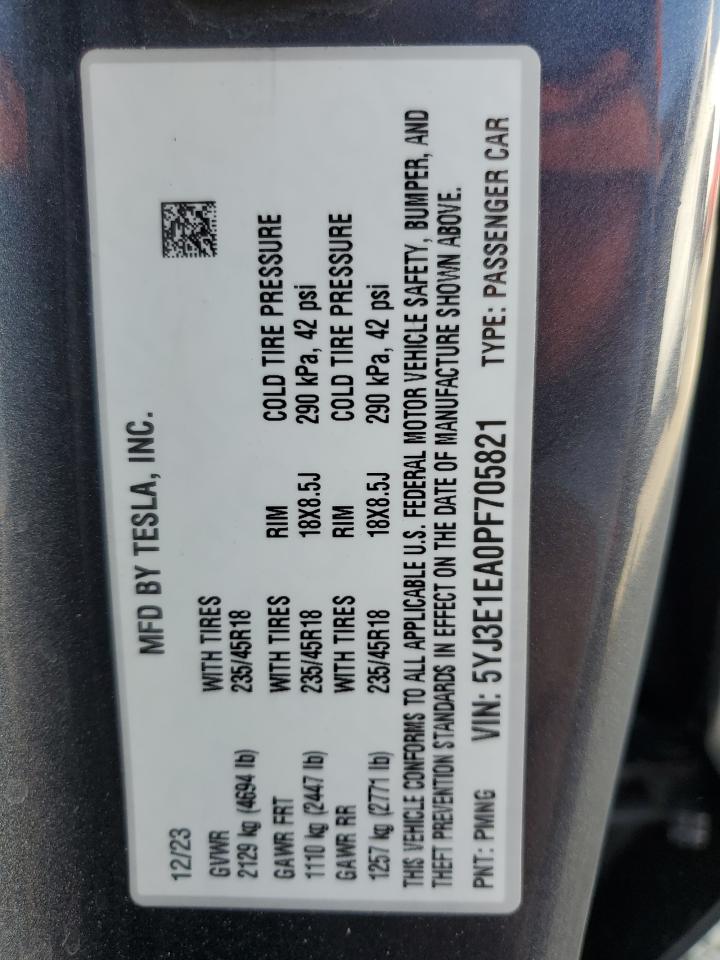 MFD BY TESLA, INC.
12/23
GVWR WITH TIRES
2129 kg (4694 lb) 235/45R18
GAWR FRT WITH TIRES RIM COLD TIRE PRESSURE
1110 kg (2447 lb) 235/45R18 18X8.5J 290 kPa, 42 psi
GAWR RR WITH TIRES RIM COLD TIRE PRESSURE
1257 kg (2771 lb) 235/45R18 18X8.5J 290 kPa, 42 psi
THIS VEHICLE CONFORMS TO ALL APPLICABLE U.S. FEDERAL MOTOR VEHICLE SAFETY, BUMPER, AND
THEFT PREVENTION STANDARDS IN EFFECT ON THE DATE OF MANUFACTURE SHOWN ABOVE.
PNT: PMNG VIN: 5YJ3E1EA0PF705821 TYPE: PASSENGER CAR